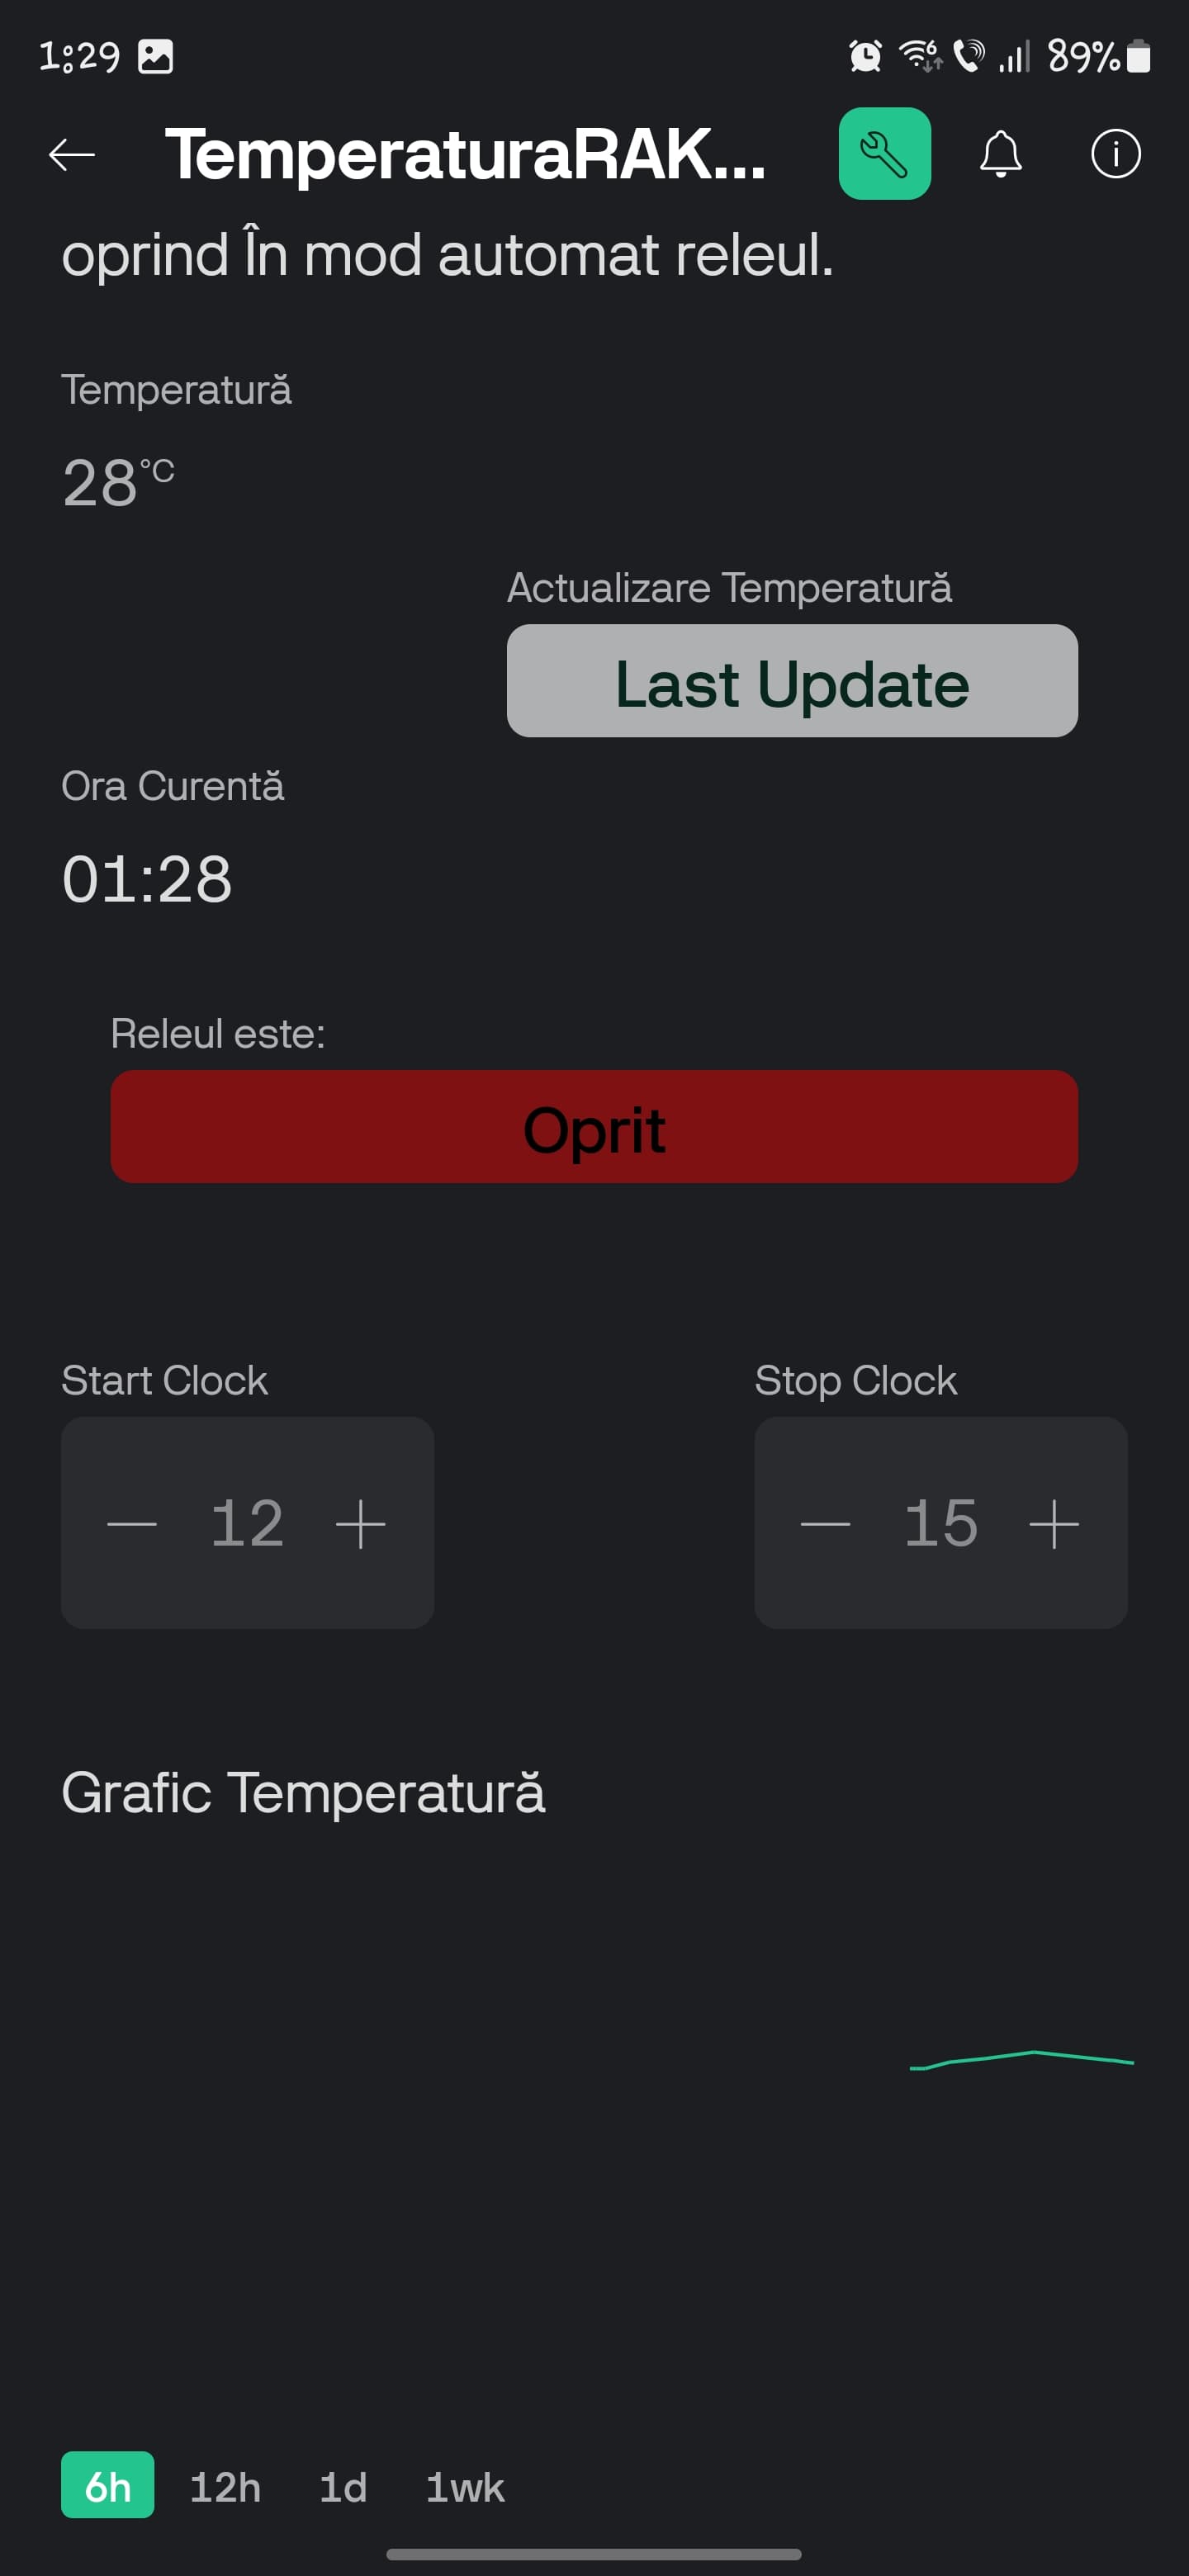 1:29 89%
TemperaturaRAK...
oprind În mod automat releul.
Temperatură
28°C
Actualizare Temperatură
Last Update
Ora Curentă
01:28
Releul este:
Oprit
Start Clock Stop Clock
— 12 + — 15 +
Grafic Temperatură
6h 12h 1d 1wk